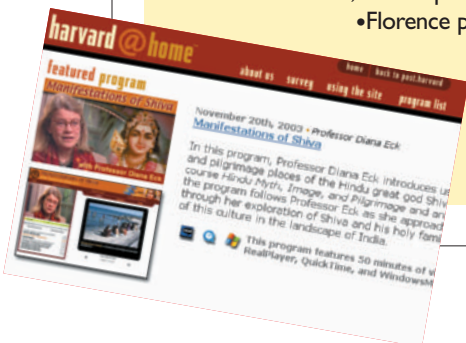 •Florence p
harvard@home
home back to post.harvard
about us survey using the site program list
featured program
Manifestations of Shiva
with Professor Diana Eck
November 20th, 2003 • Professor Diana Eck
Manifestations of Shiva
In this program, Professor Diana Eck introduces us
and pilgrimage places of the Hindu great god Shiv
course Hindu Myth, Image, and Pilgrimage and an
the program follows Professor Eck as she approach
through her exploration of Shiva and his holy fam
of this culture in the landscape of India.
This program features 50 minutes of v
RealPlayer, QuickTime, and WindowsM